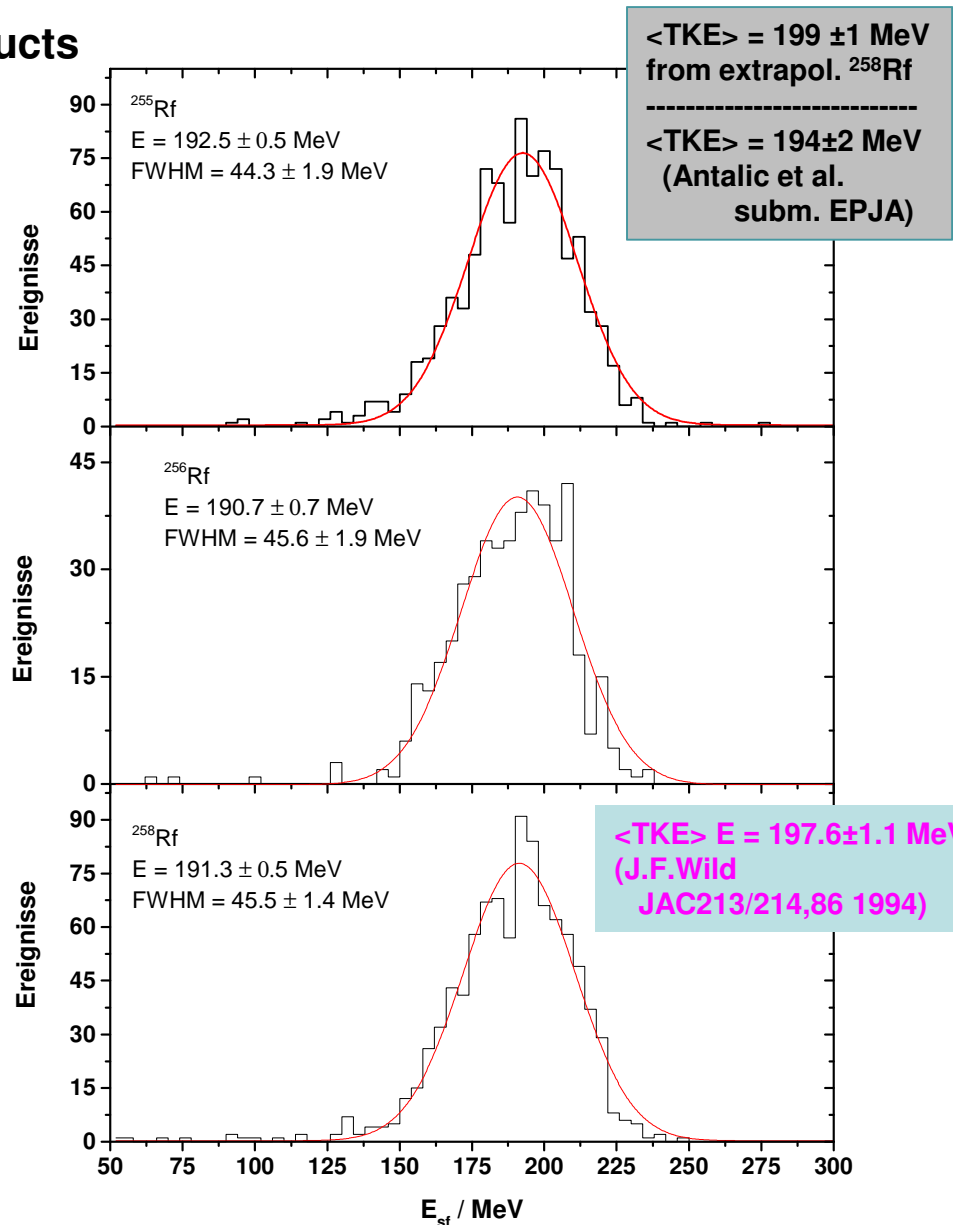 ucts
<TKE> = 199 ±1 MeV
from extrapol. ²⁵⁸Rf
----------------------------
<TKE> = 194±2 MeV
(Antalic et al.
subm. EPJA)
²⁵⁵Rf
E = 192.5 ± 0.5 MeV
FWHM = 44.3 ± 1.9 MeV
90
75
60
45
30
15
0
Ereignisse
²⁵⁶Rf
E = 190.7 ± 0.7 MeV
FWHM = 45.6 ± 1.9 MeV
45
30
15
0
Ereignisse
²⁵⁸Rf
E = 191.3 ± 0.5 MeV
FWHM = 45.5 ± 1.4 MeV
<TKE> E = 197.6±1.1 MeV
(J.F.Wild
JAC213/214,86 1994)
90
75
60
45
30
15
0
Ereignisse
50 75 100 125 150 175 200 225 250 275 300
E_sf / MeV